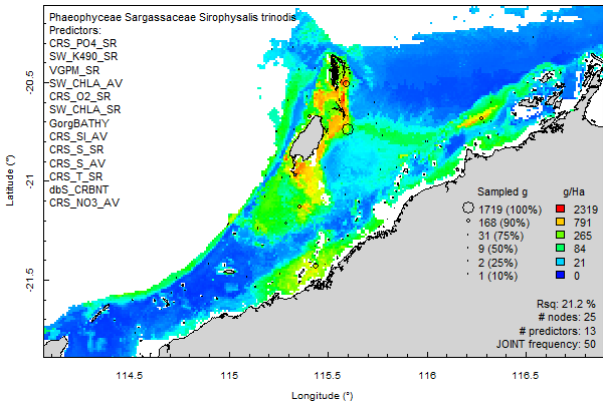 Phaeophyceae Sargassaceae Sirophysalis trinodis
Predictors:
CRS_PO4_SR
SW_K490_SR
VGPM_SR
SW_CHLA_AV
CRS_O2_SR
SW_CHLA_SR
GorgBATHY
CRS_SI_AV
CRS_S_SR
CRS_S_AV
CRS_T_SR
dbS_CRBNT
CRS_NO3_AV
Latitude (°)
-20.5
-21
-21.5
Sampled g g/Ha
1719 (100%) 2319
168 (90%) 791
31 (75%) 265
9 (50%) 84
2 (25%) 21
1 (10%) 0
Rsq: 21.2 %
# nodes: 25
# predictors: 13
JOINT frequency: 50
114.5 115 115.5 116 116.5
Longitude (°)